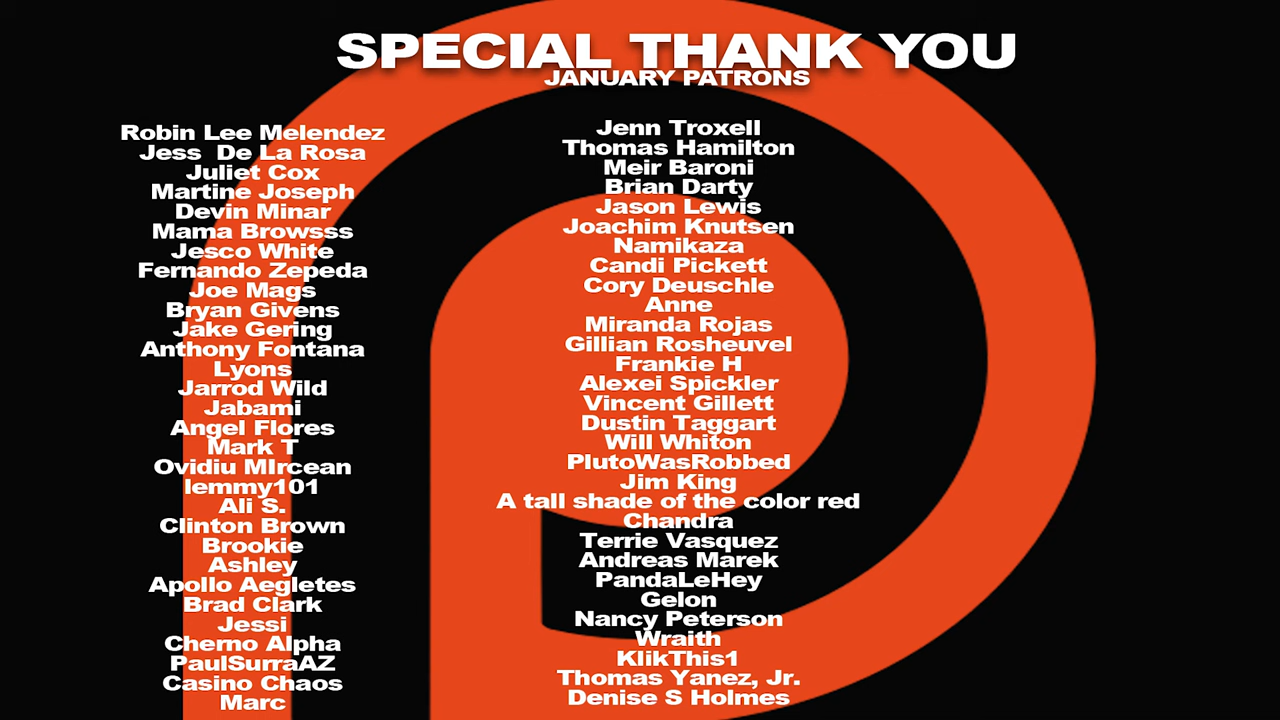 SPECIAL THANK YOU
JANUARY PATRONS
Robin Lee Melendez
Jess  De La Rosa
Juliet Cox
Martine Joseph
Devin Minar
Mama Browsss
Jesco White
Fernando Zepeda
Joe Mags
Bryan Givens
Jake Gering
Anthony Fontana
Lyons
Jarrod Wild
Jabami
Angel Flores
Mark T
Ovidiu MIrcean
lemmy101
Ali S.
Clinton Brown
Brookie
Ashley
Apollo Aegletes
Brad Clark
Jessi
Cherno Alpha
PaulSurraAZ
Casino Chaos
Marc
Jenn Troxell
Thomas Hamilton
Meir Baroni
Brian Darty
Jason Lewis
Joachim Knutsen
Namikaza
Candi Pickett
Cory Deuschle
Anne
Miranda Rojas
Gillian Rosheuvel
Frankie H
Alexei Spickler
Vincent Gillett
Dustin Taggart
Will Whiton
PlutoWasRobbed
Jim King
A tall shade of the color red
Chandra
Terrie Vasquez
Andreas Marek
PandaLeHey
Gelon
Nancy Peterson
Wraith
KlikThis1
Thomas Yanez, Jr.
Denise S Holmes